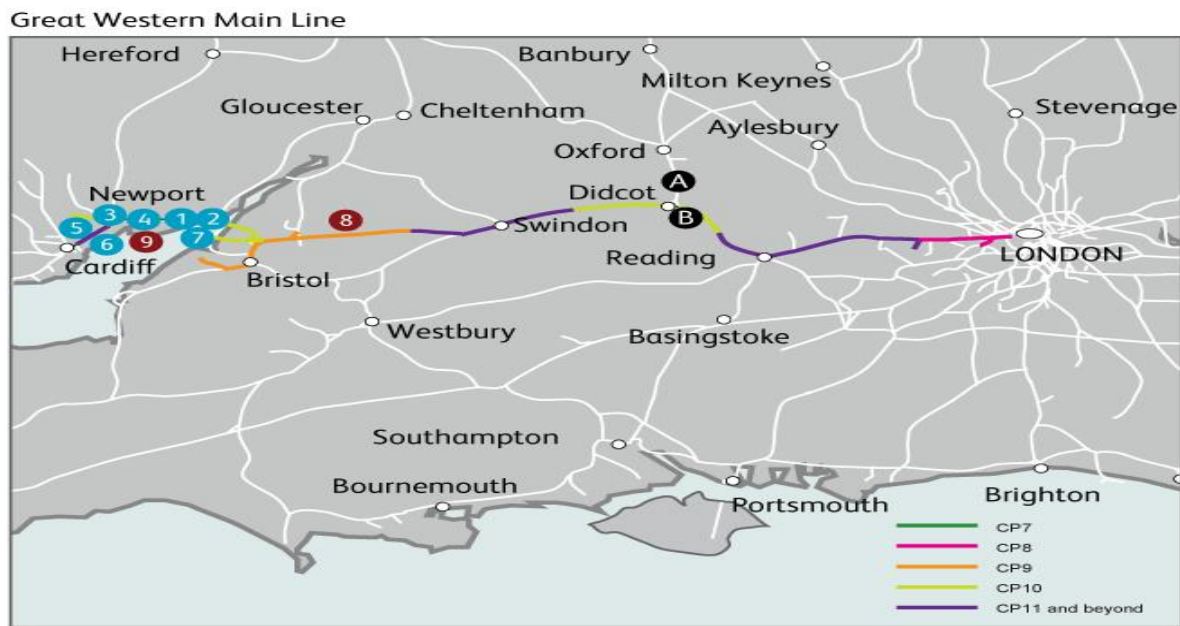 Great Western Main Line
Hereford
Banbury
Milton Keynes
Gloucester
Cheltenham
Stevenage
Aylesbury
Oxford
A
Newport
Didcot
3
4
1
2
8
B
5
Swindon
7
6
9
Reading
LONDON
Cardiff
Bristol
Westbury
Basingstoke
Southampton
Bournemouth
Portsmouth
Brighton
CP7
CP8
CP9
CP10
CP11 and beyond